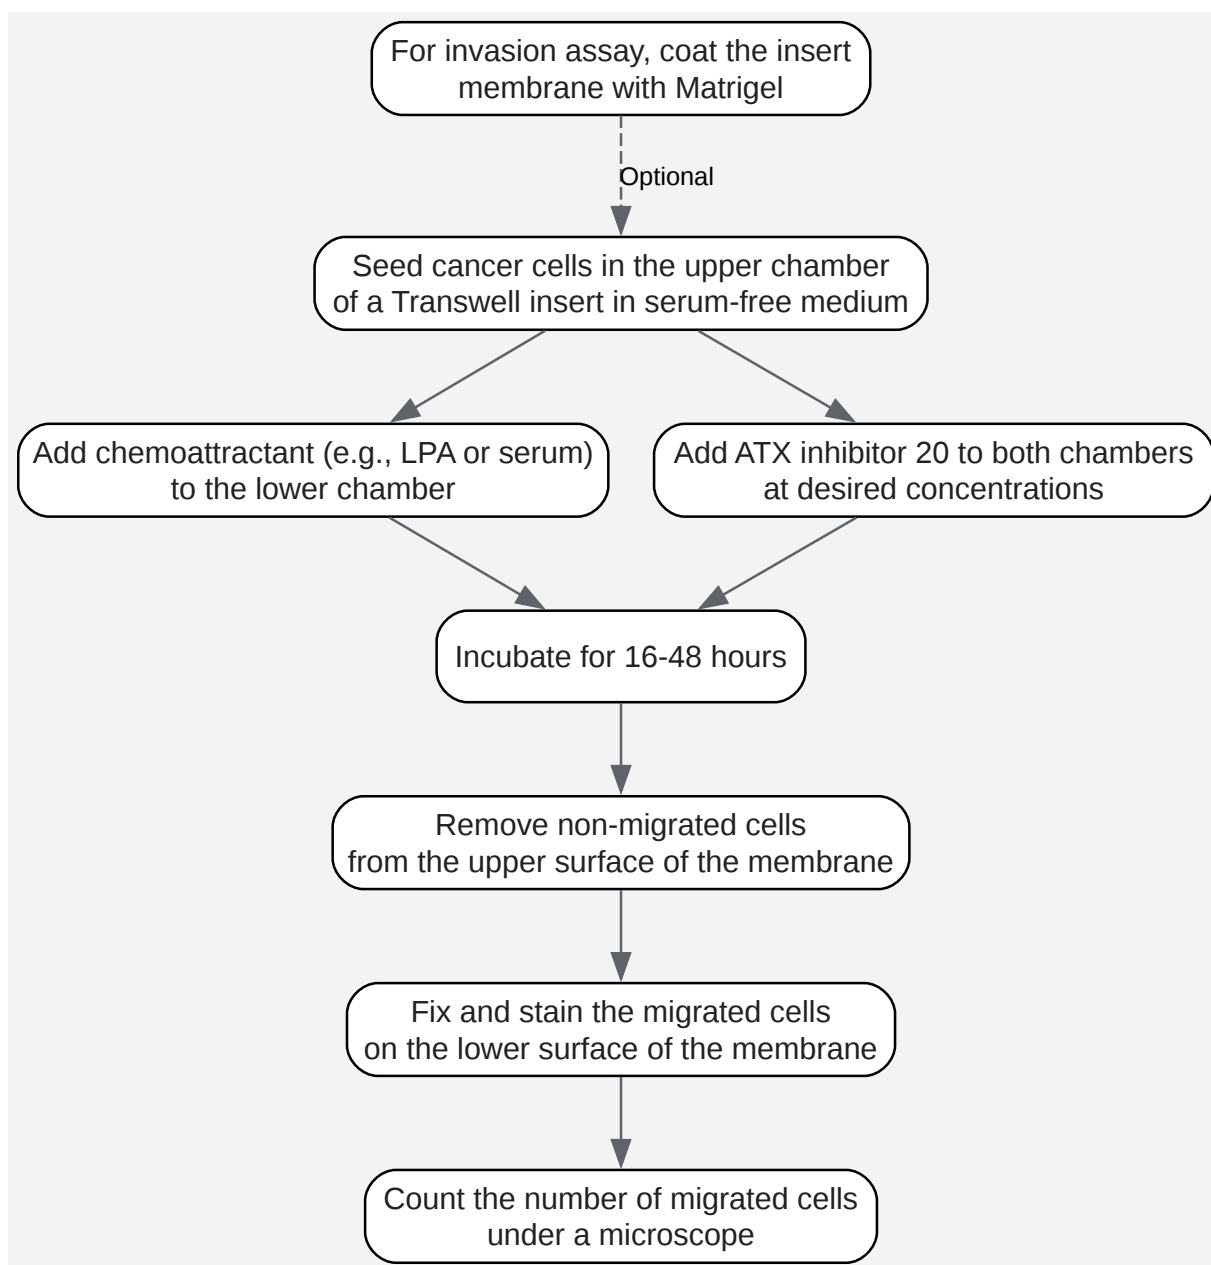 For invasion assay, coat the insert
membrane with Matrigel
Optional
Seed cancer cells in the upper chamber
of a Transwell insert in serum-free medium
Add chemoattractant (e.g., LPA or serum)
to the lower chamber
Add ATX inhibitor 20 to both chambers
at desired concentrations
Incubate for 16-48 hours
Remove non-migrated cells
from the upper surface of the membrane
Fix and stain the migrated cells
on the lower surface of the membrane
Count the number of migrated cells
under a microscope